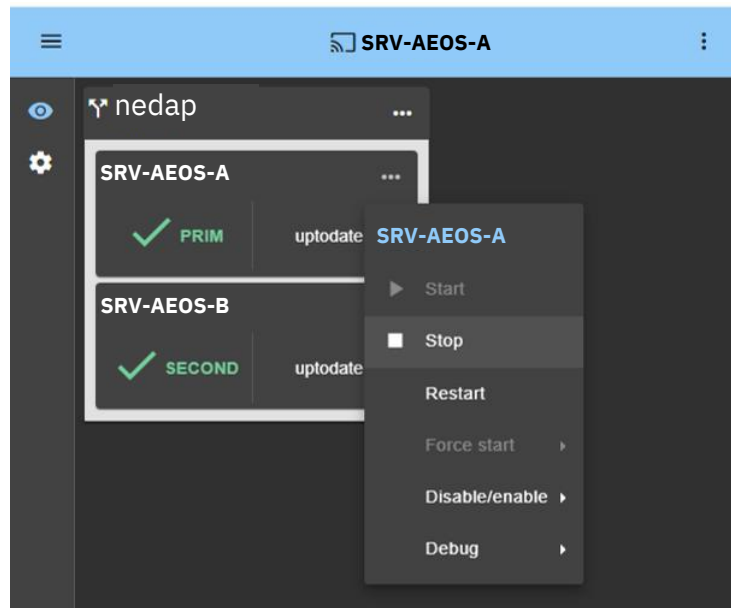 SRV-AEOS-A
nedap
SRV-AEOS-A
PRIM uptodate
SRV-AEOS-B
SECOND uptodate
SRV-AEOS-A
Start
Stop
Restart
Force start
Disable/enable
Debug